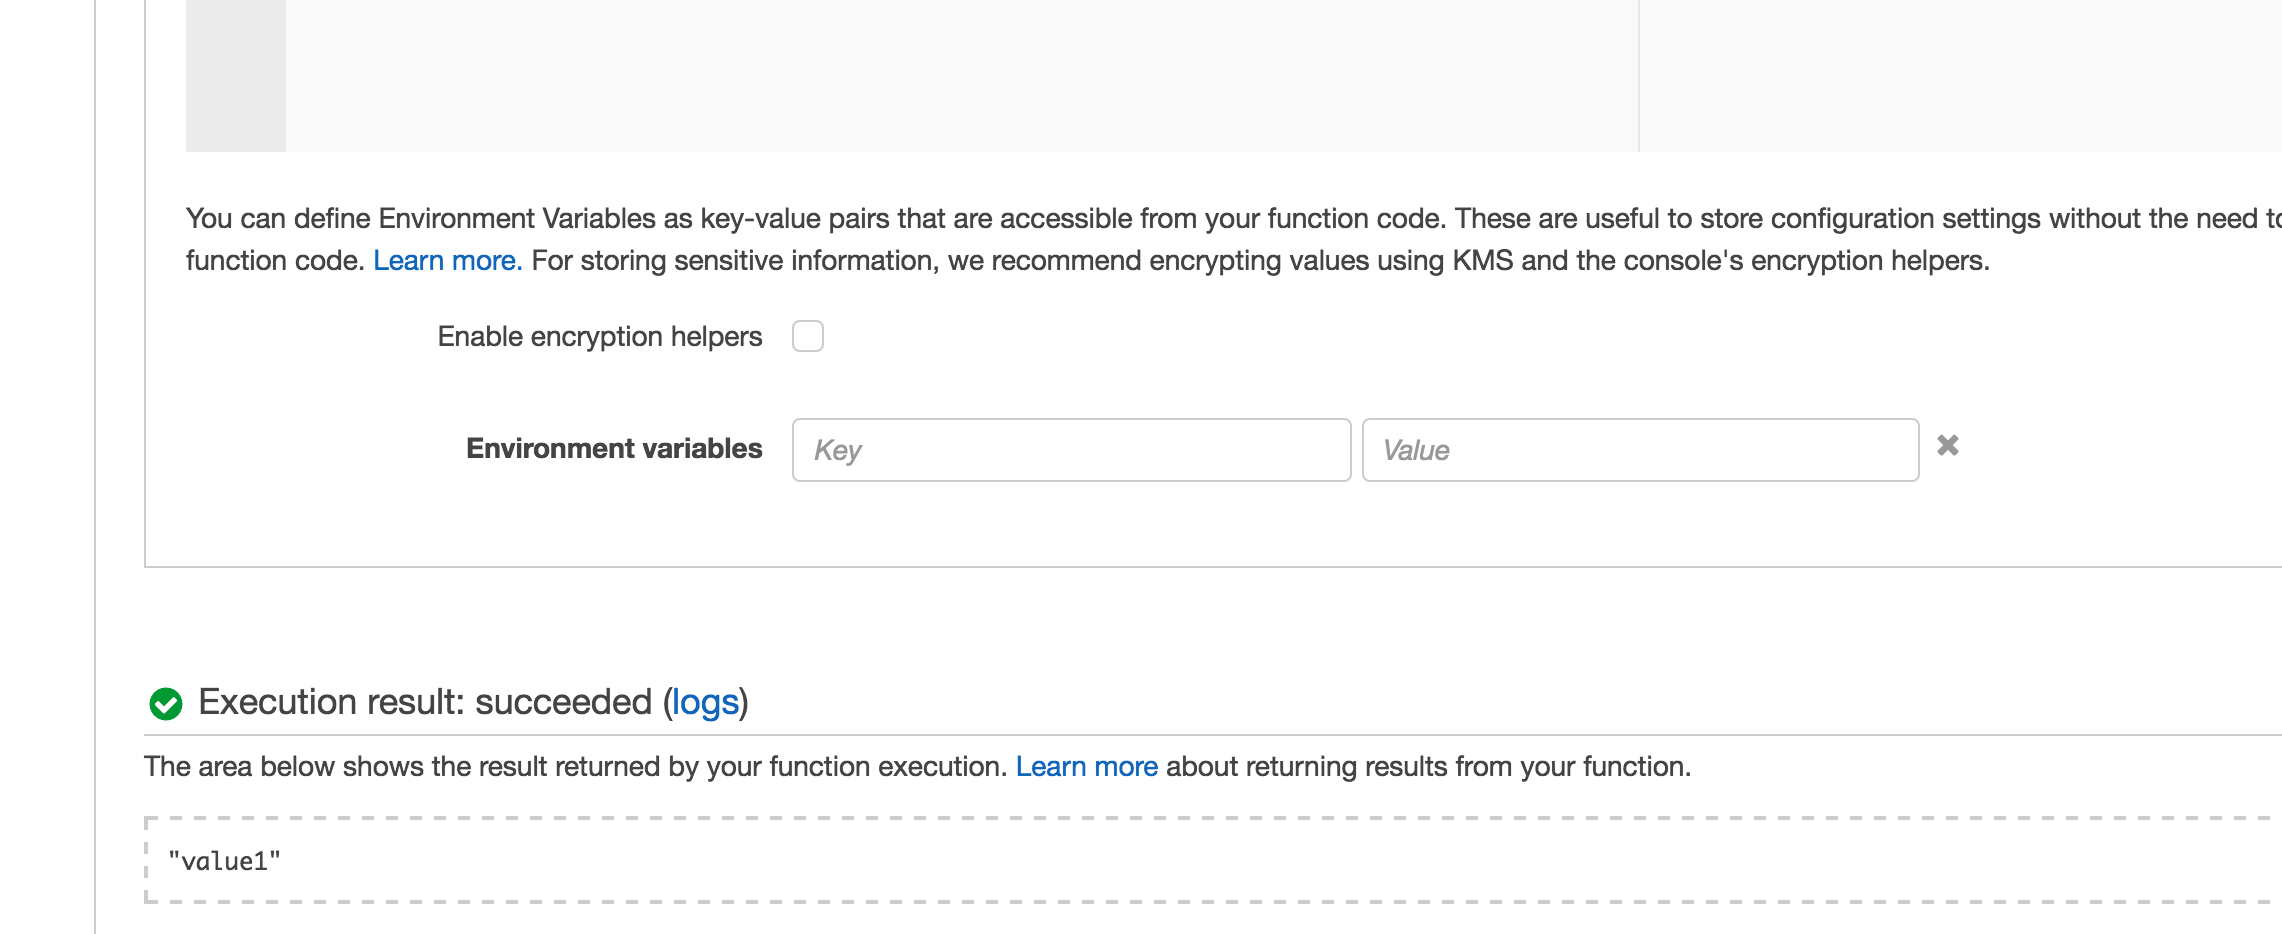 You can define Environment Variables as key-value pairs that are accessible from your function code. These are useful to store configuration settings without the need to
function code. Learn more. For storing sensitive information, we recommend encrypting values using KMS and the console's encryption helpers.
Enable encryption helpers
Environment variables Key Value
Execution result: succeeded (logs)
The area below shows the result returned by your function execution. Learn more about returning results from your function.
"value1"